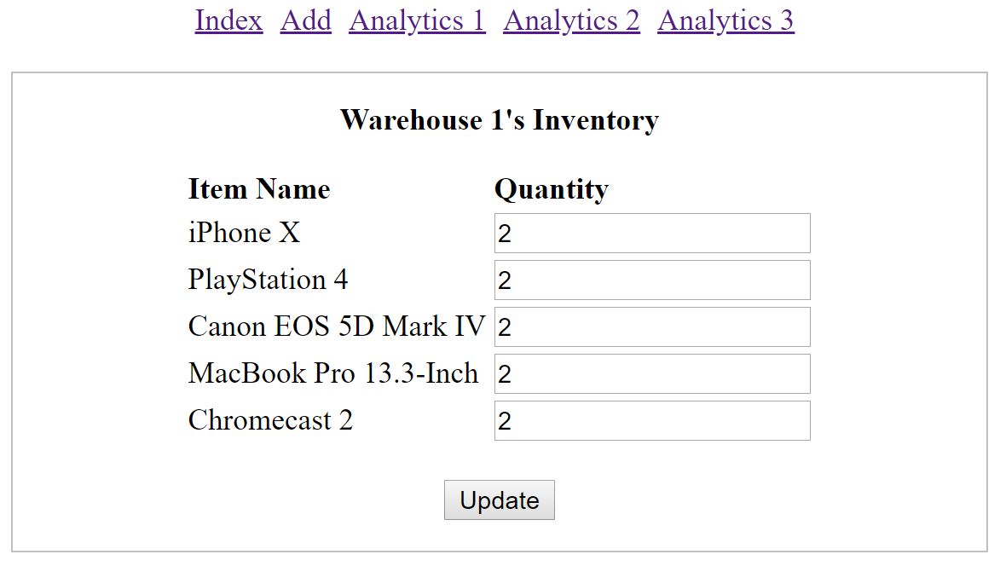 Index Add Analytics 1 Analytics 2 Analytics 3
Warehouse 1's Inventory
Item Name Quantity
iPhone X 2
PlayStation 4 2
Canon EOS 5D Mark IV 2
MacBook Pro 13.3-Inch 2
Chromecast 2 2
Update